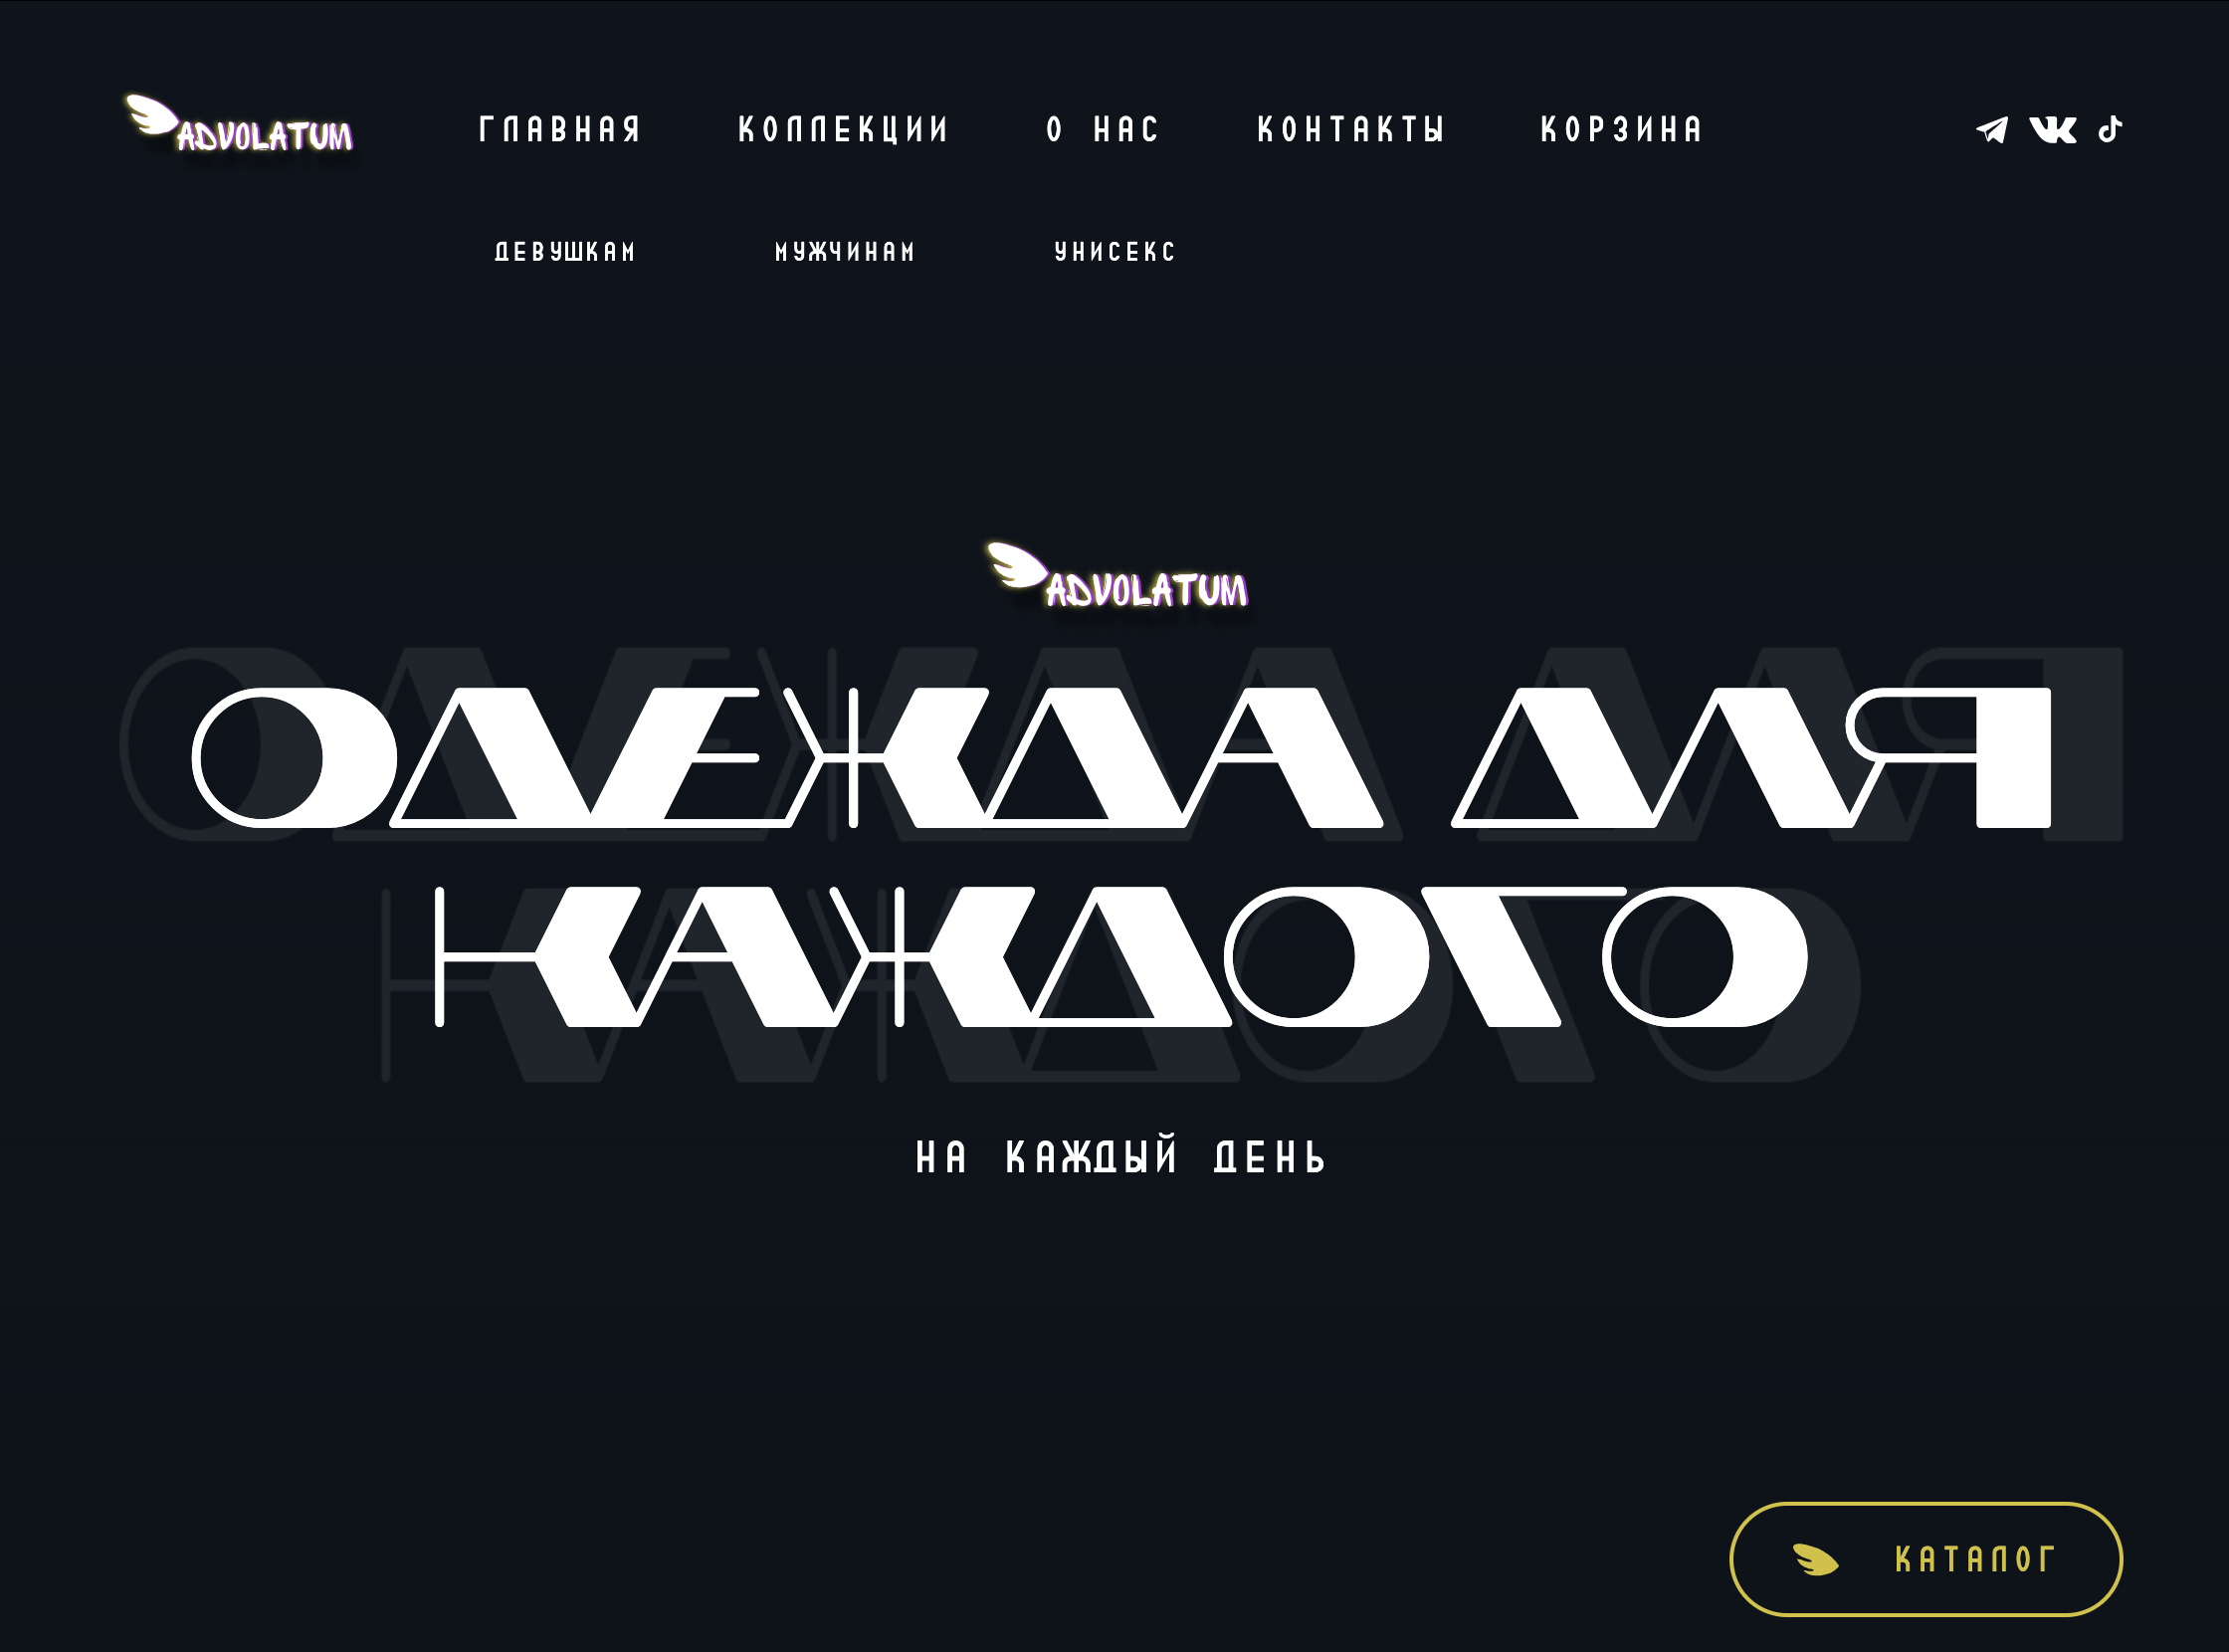 ADVOLATUM ГЛАВНАЯ КОЛЛЕКЦИИ О НАС КОНТАКТЫ КОРЗИНА
ДЕВУШКАМ МУЖЧИНАМ УНИСЕКС
ADVOLATUM
ОДЕЖДА ДЛЯ
КАЖДОГО
НА КАЖДЫЙ ДЕНЬ
КАТАЛОГ